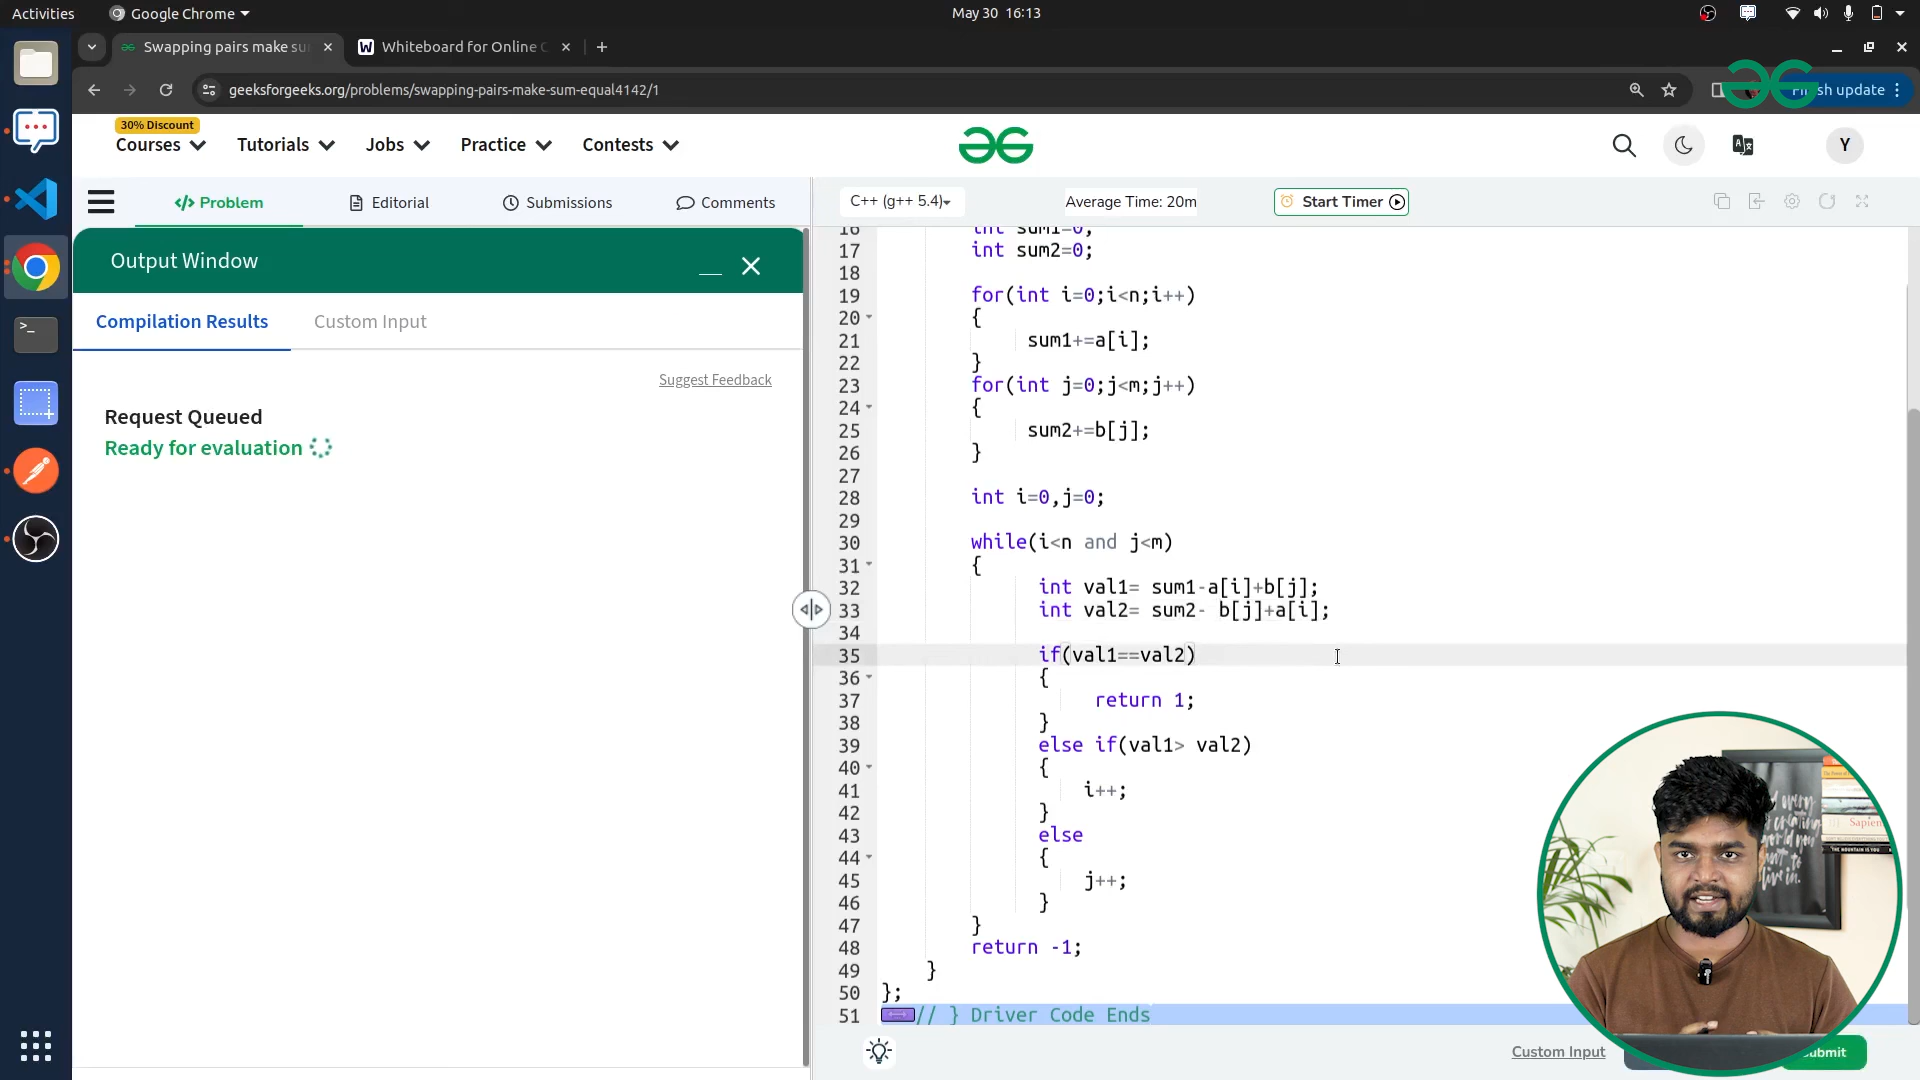 Activities
Google Chrome
May 30 16:13
Swapping pairs make su
Whiteboard for Online C
geeksforgeeks.org/problems/swapping-pairs-make-sum-equal4142/1
Finish update
30% Discount
Courses
Tutorials
Jobs
Practice
Contests
Y
Problem
Editorial
Submissions
Comments
C++ (g++ 5.4)
Average Time: 20m
Start Timer
Output Window
Compilation Results
Custom Input
Suggest Feedback
Request Queued
Ready for evaluation
16 int sum1=0;
17 int sum2=0;
18
19 for(int i=0;i<n;i++)
20 {
21 sum1+=a[i];
22 }
23 for(int j=0;j<m;j++)
24 {
25 sum2+=b[j];
26 }
27
28 int i=0,j=0;
29
30 while(i<n and j<m)
31 {
32 int val1= sum1-a[i]+b[j];
33 int val2= sum2- b[j]+a[i];
34
35 if(val1==val2)
36 {
37 return 1;
38 }
39 else if(val1> val2)
40 {
41 i++;
42 }
43 else
44 {
45 j++;
46 }
47 }
48 return -1;
49 }
50 };
51 // } Driver Code Ends
Custom Input
Submit